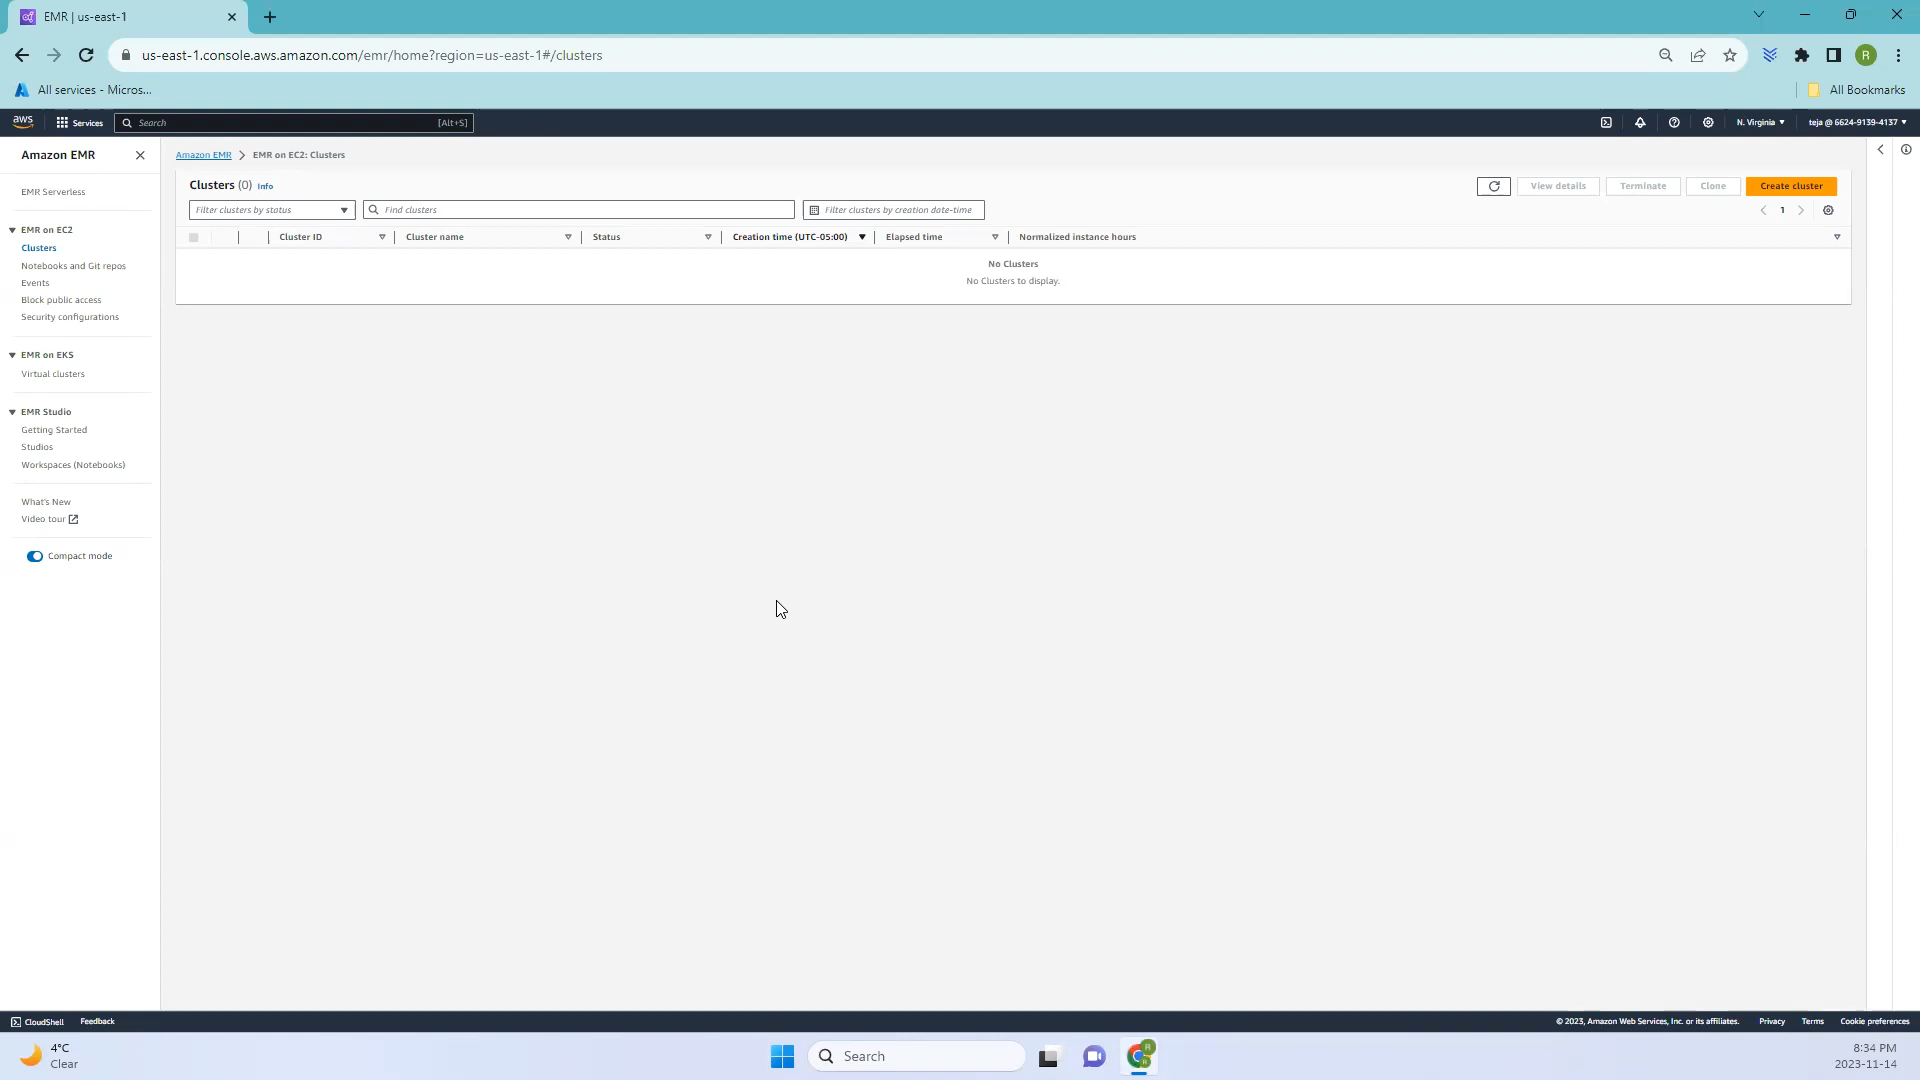 EMR | us-east-1
us-east-1.console.aws.amazon.com/emr/home?region=us-east-1#/clusters
R
All services - Micros...
All Bookmarks
aws
Services
Search
[Alt+S]
N. Virginia
teja @ 6624-9139-4137
Amazon EMR
EMR Serverless
EMR on EC2
Clusters
Notebooks and Git repos
Events
Block public access
Security configurations
EMR on EKS
Virtual clusters
EMR Studio
Getting Started
Studios
Workspaces (Notebooks)
What's New
Video tour
Compact mode
Amazon EMR > EMR on EC2: Clusters
Clusters (0) Info
View details
Terminate
Clone
Create cluster
Filter clusters by status
Find clusters
Filter clusters by creation date-time
1
Cluster ID
Cluster name
Status
Creation time (UTC-05:00)
Elapsed time
Normalized instance hours
No Clusters
No Clusters to display.
CloudShell
Feedback
© 2023, Amazon Web Services, Inc. or its affiliates.
Privacy
Terms
Cookie preferences
4°C
Clear
Search
R
8:34 PM
2023-11-14